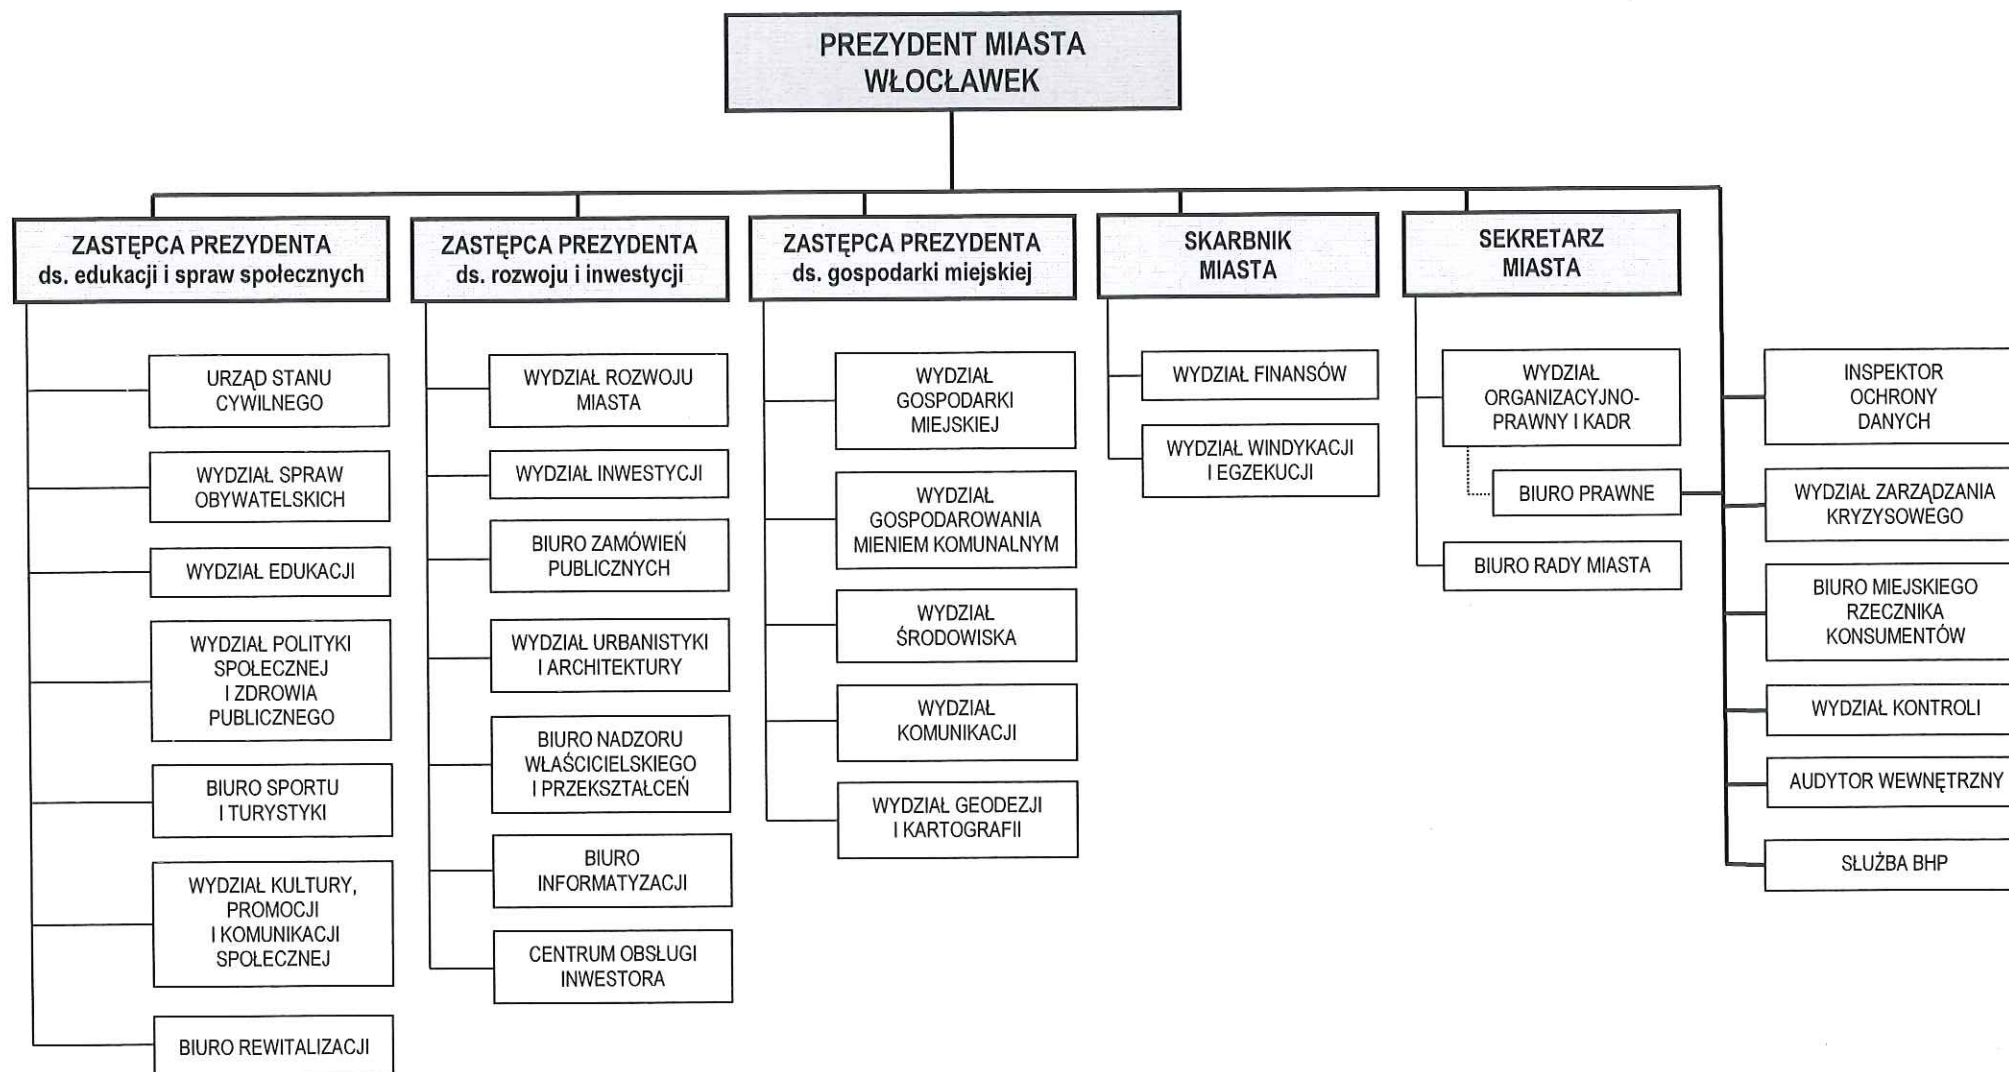 PREZYDENT MIASTA
WŁOCŁAWEK
ZASTĘPCA PREZYDENTA
ds. edukacji i spraw społecznych
URZĄD STANU
CYWILNEGO
WYDZIAŁ SPRAW
OBYWATELSKICH
WYDZIAŁ EDUKACJI
WYDZIAŁ POLITYKI
SPOŁECZNEJ
I ZDROWIA
PUBLICZNEGO
BIURO SPORTU
I TURYSTYKI
WYDZIAŁ KULTURY,
PROMOCJI
I KOMUNIKACJI
SPOŁECZNEJ
BIURO REWITALIZACJI
ZASTĘPCA PREZYDENTA
ds. rozwoju i inwestycji
WYDZIAŁ ROZWOJU
MIASTA
WYDZIAŁ INWESTYCJI
BIURO ZAMÓWIEŃ
PUBLICZNYCH
WYDZIAŁ URBANISTYKI
I ARCHITEKTURY
BIURO NADZORU
WŁAŚCICIELSKIEGO
I PRZEKSZTAŁCEŃ
BIURO
INFORMATYZACJI
CENTRUM OBSŁUGI
INWESTORA
ZASTĘPCA PREZYDENTA
ds. gospodarki miejskiej
WYDZIAŁ
GOSPODARKI
MIEJSKIEJ
WYDZIAŁ
GOSPODAROWANIA
MIENIEM KOMUNALNYM
WYDZIAŁ
ŚRODOWISKA
WYDZIAŁ
KOMUNIKACJI
WYDZIAŁ GEODEZJI
I KARTOGRAFII
SKARBNIK
MIASTA
WYDZIAŁ FINANSÓW
WYDZIAŁ WINDYKACJI
I EGZEKUCJI
SEKRETARZ
MIASTA
WYDZIAŁ
ORGANIZACYJNO-
PRAWNY I KADR
BIURO PRAWNE
BIURO RADY MIASTA
INSPEKTOR
OCHRONY
DANYCH
WYDZIAŁ ZARZĄDZANIA
KRYZYSOWEGO
BIURO MIEJSKIEGO
RZECZNIKA
KONSUMENTÓW
WYDZIAŁ KONTROLI
AUDYTOR WEWNĘTRZNY
SŁUŻBA BHP